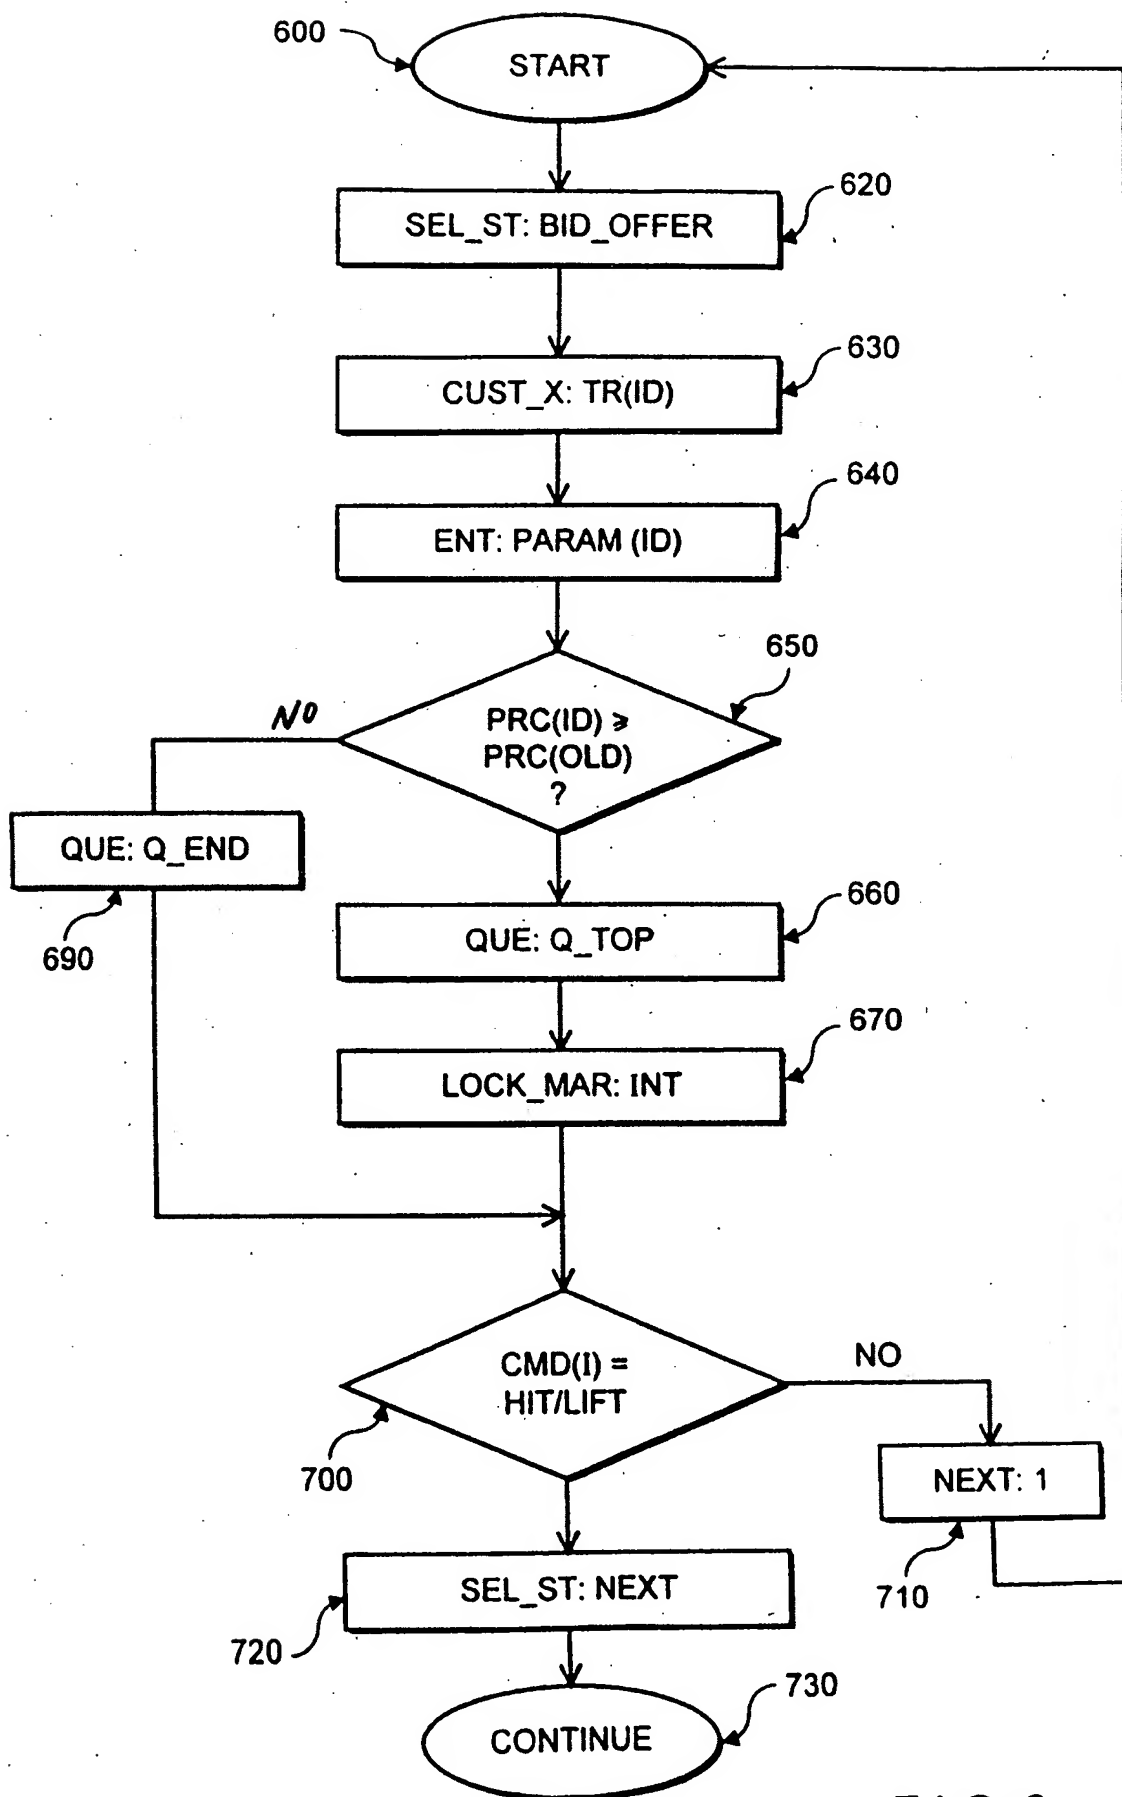 600
START
620
SEL_ST: BID_OFFER
630
CUST_X: TR(ID)
640
ENT: PARAM (ID)
650
NO
PRC(ID) ≥
PRC(OLD)
?
QUE: Q_END
690
660
QUE: Q_TOP
670
LOCK_MAR: INT
CMD(I) =
HIT/LIFT
NO
700
NEXT: 1
710
SEL_ST: NEXT
720
730
CONTINUE